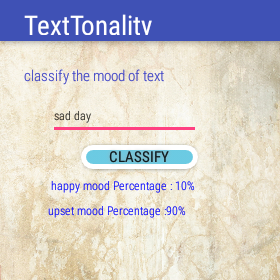 TextTonality
classify the mood of text
sad day
CLASSIFY
happy mood Percentage : 10%
upset mood Percentage :90%